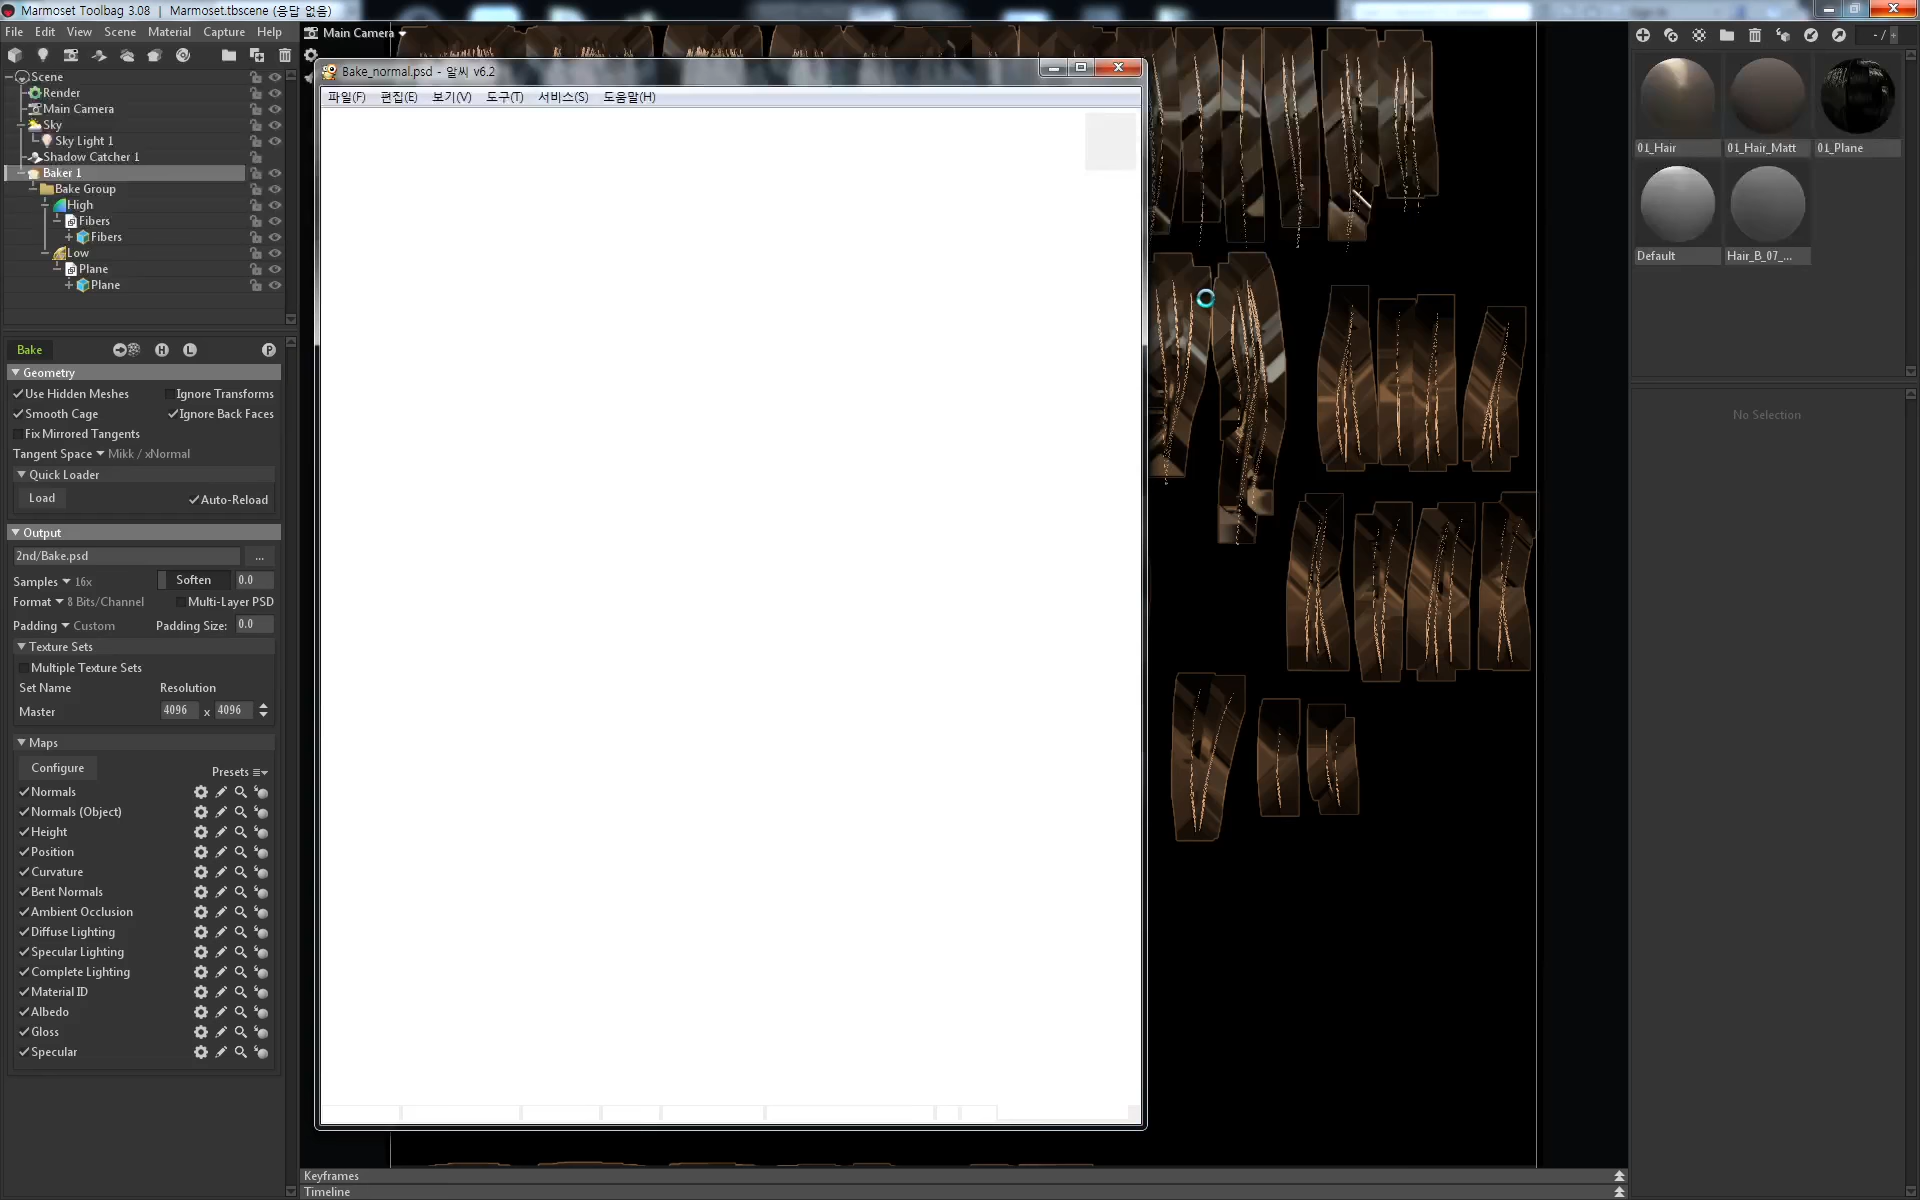 Marmoset Toolbag 3.08 | Marmoset.tbscene (응답 없음)
File Edit View Scene Material Capture Help
Main Camera
- / +
Scene
Render
Main Camera
Sky
Sky Light 1
Shadow Catcher 1
Baker 1
Bake Group
High
Fibers
Fibers
Low
Plane
Plane
Bake
H
L
P
Geometry
Use Hidden Meshes
Ignore Transforms
Smooth Cage
Ignore Back Faces
Fix Mirrored Tangents
Tangent Space Mikk / xNormal
Quick Loader
Load
Auto-Reload
Output
2nd/Bake.psd ...
Samples 16x
Soften 0.0
Format 8 Bits/Channel
Multi-Layer PSD
Padding Custom
Padding Size: 0.0
Texture Sets
Multiple Texture Sets
Set Name Resolution
Master 4096 x 4096
Maps
Configure
Presets
Normals
Normals (Object)
Height
Position
Curvature
Bent Normals
Ambient Occlusion
Diffuse Lighting
Specular Lighting
Complete Lighting
Material ID
Albedo
Gloss
Specular
Bake_normal.psd - 알씨 v6.2
파일(F) 편집(E) 보기(V) 도구(T) 서비스(S) 도움말(H)
01_Hair
01_Hair_Matt
01_Plane
Default
Hair_B_07_...
No Selection
Keyframes
Timeline